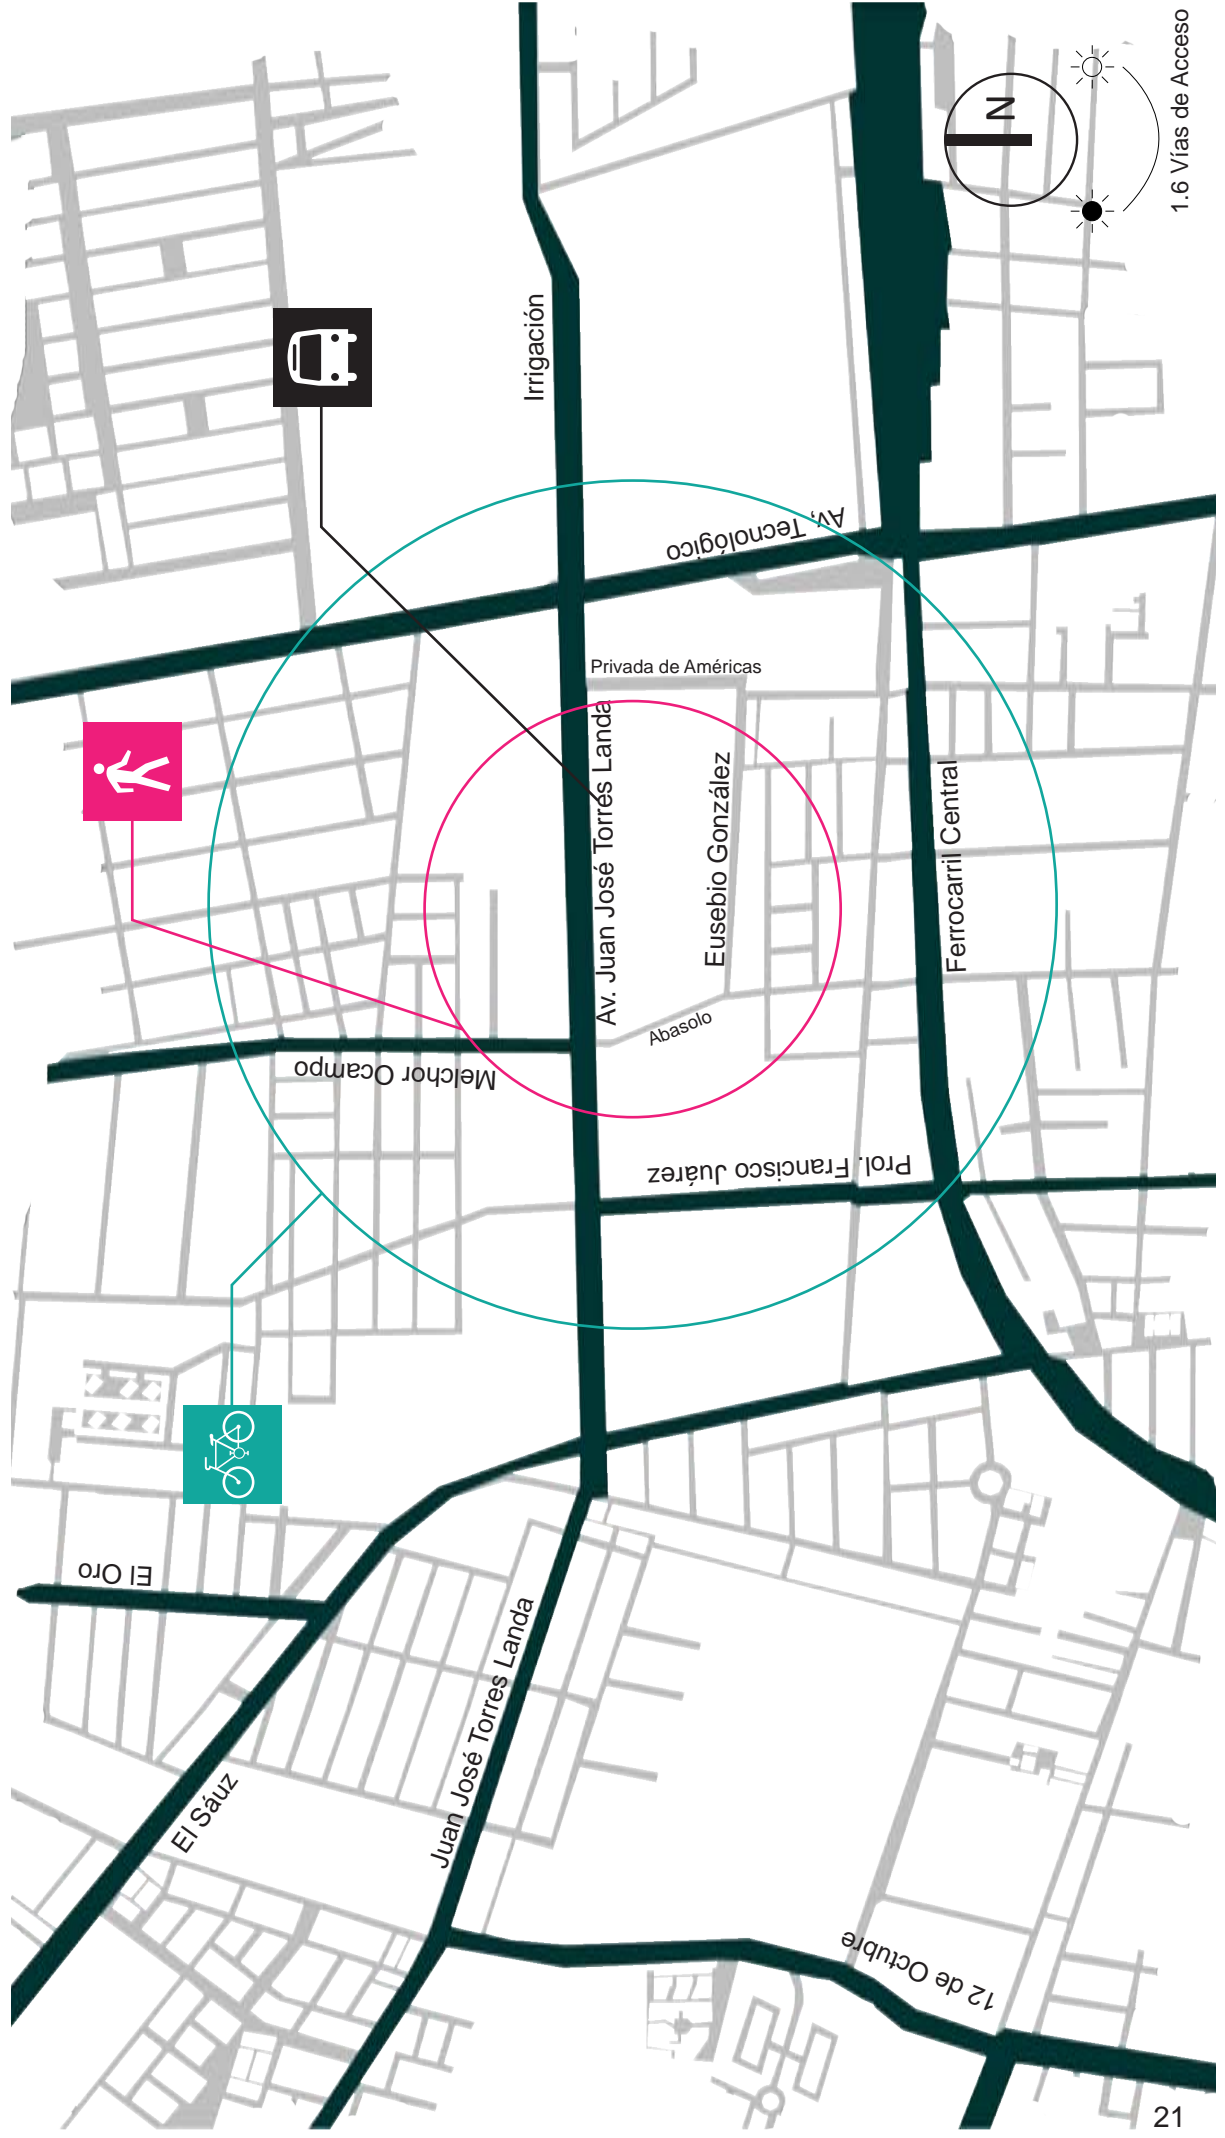 Irrigación
Av, Tecnológico
Privada de Américas
Av. Juan José Torres Landa
Eusebio González
Ferrocarril Central
Abasolo
Melchor Ocampo
Prol. Francisco Juárez
El Oro
Juan José Torres Landa
El Sáuz
12 de Octubre
N
1.6 Vías de Acceso
21